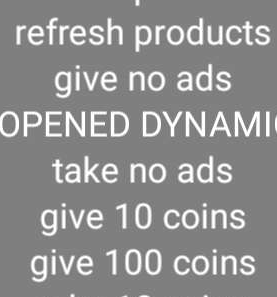 refresh products
give no ads
OPENED DYNAMI
take no ads
give 10 coins
give 100 coins